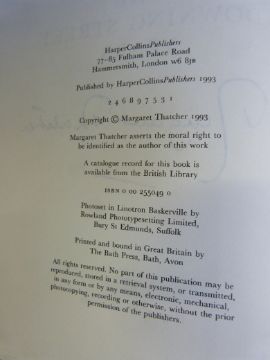 HarperCollinsPublishers
77–85 Fulham Palace Road
Hammersmith, London w6 8JB
Published by HarperCollinsPublishers 1993
2 4 6 8 9 7 5 3 1
Copyright © Margaret Thatcher 1993
Margaret Thatcher asserts the moral right to
be identified as the author of this work
A catalogue record for this book is
available from the British Library
ISBN 0 00 255049 0
Photoset in Linotron Baskerville by
Rowland Phototypesetting Limited,
Bury St Edmunds, Suffolk
Printed and bound in Great Britain by
The Bath Press, Bath, Avon
All rights reserved. No part of this publication may be
reproduced, stored in a retrieval system, or transmitted,
in any form or by any means, electronic, mechanical,
photocopying, recording or otherwise, without the prior
permission of the publishers.